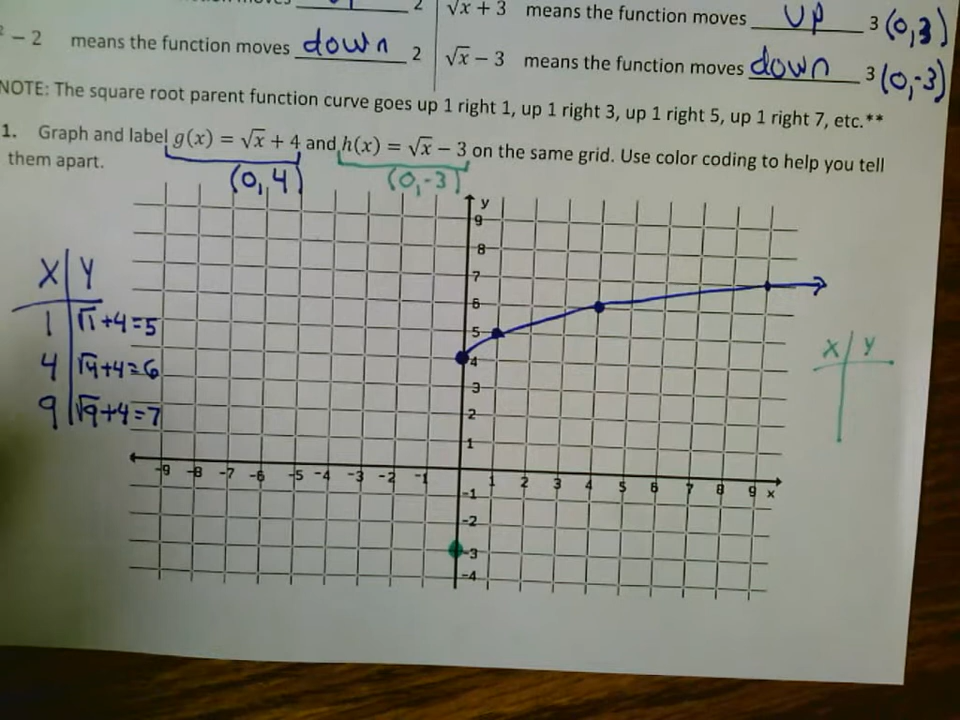 2 √x + 3 means the function moves up 3 (0,3)
² − 2 means the function moves down 2 √x − 3 means the function moves down 3 (0,-3)
NOTE: The square root parent function curve goes up 1 right 1, up 1 right 3, up 1 right 5, up 1 right 7, etc.**
1. Graph and label g(x) = √x + 4 and h(x) = √x − 3 on the same grid. Use color coding to help you tell
them apart.
(0,4) (0,-3)
y
9
8
7
6
5
4
3
2
1
-9 -8 -7 -6 -5 -4 -3 -2 -1 1 2 3 4 5 6 7 8 9 x
-1
-2
-3
-4
X Y
1 √1+4=5
4 √4+4=6
9 √9+4=7
X Y